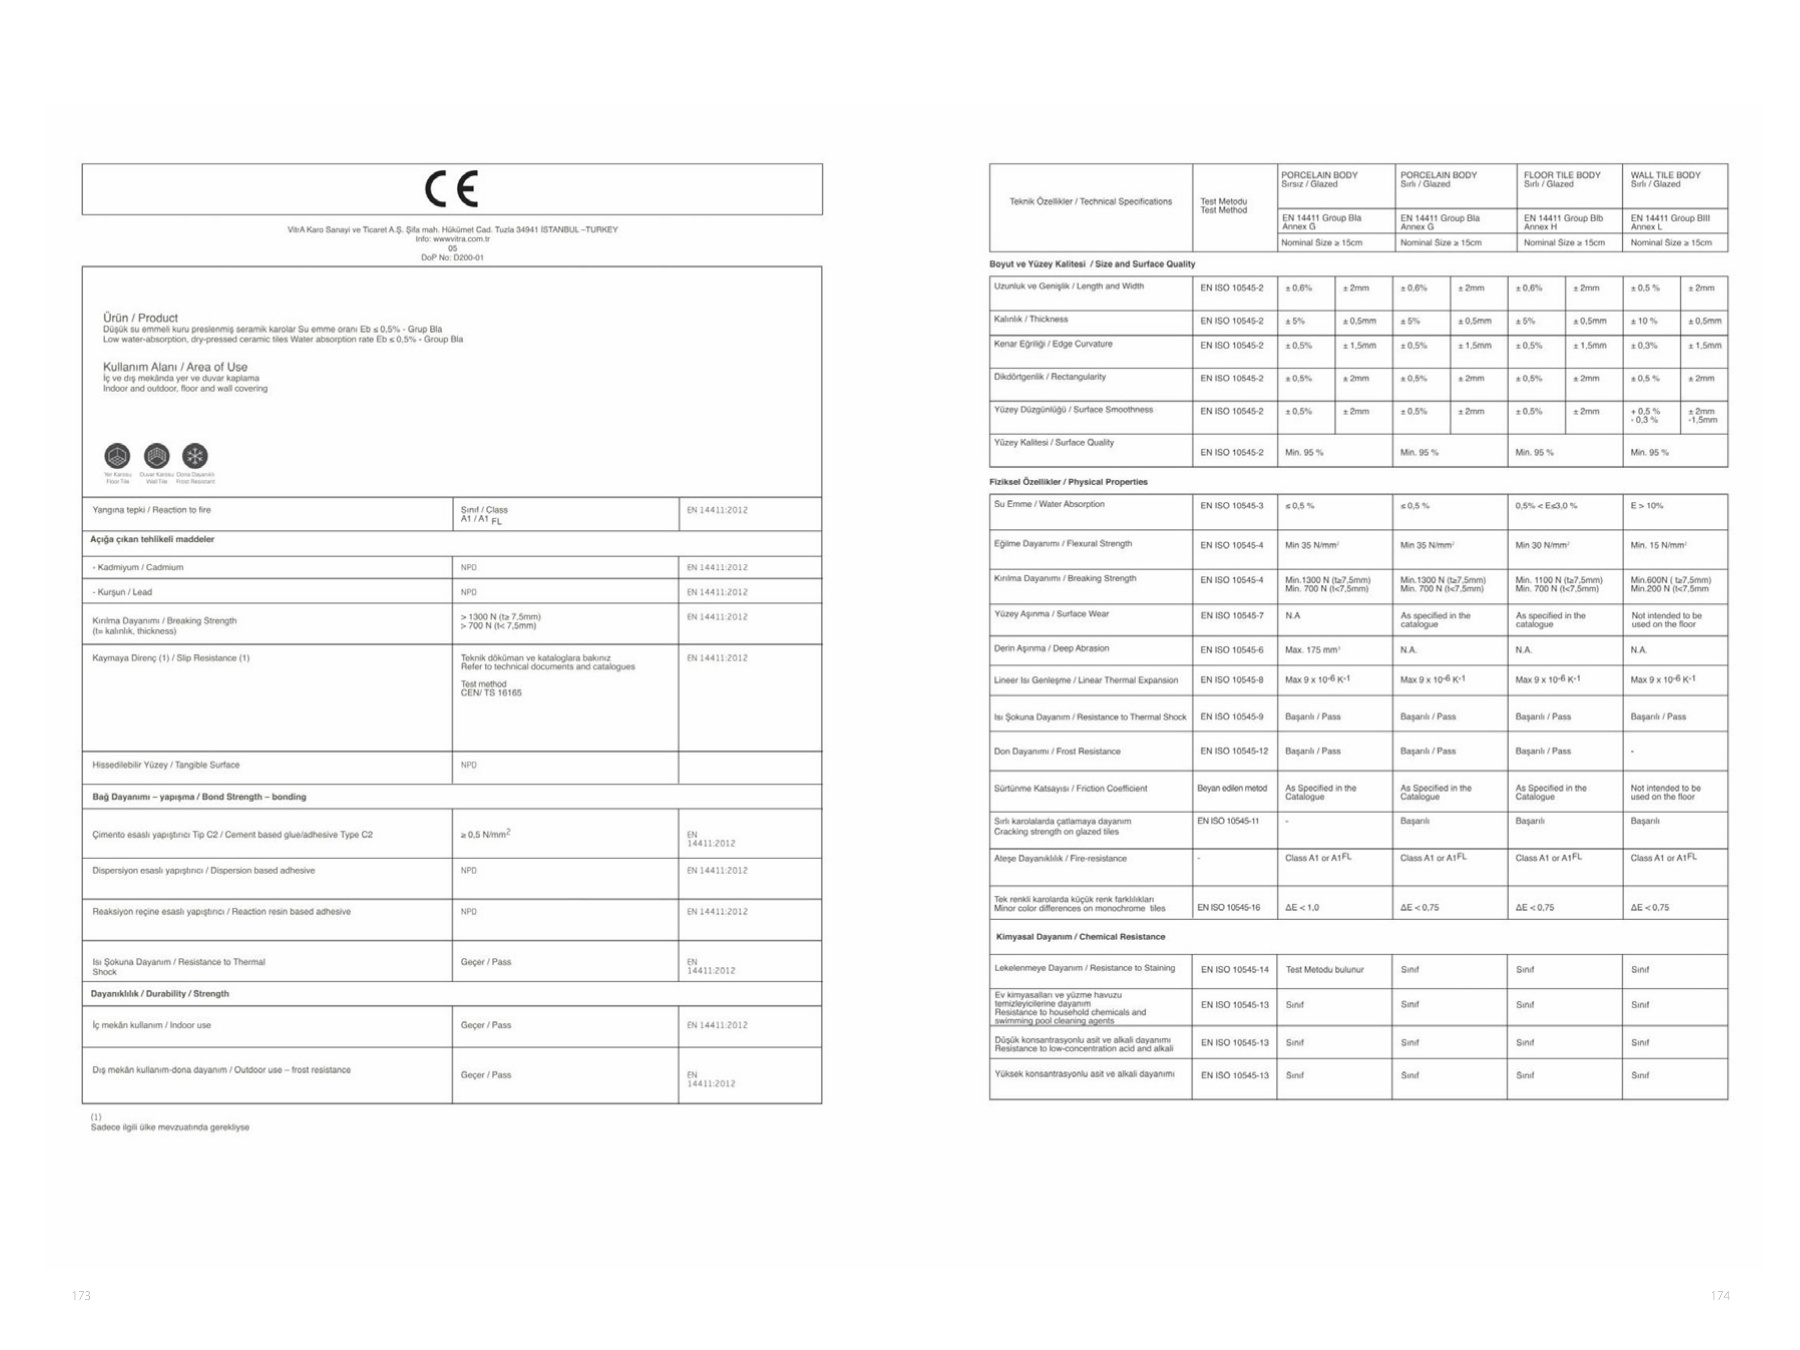 CE
VitrA Karo Sanayi ve Ticaret A.Ş. Şifa mah. Hükümet Cad. Tuzla 34941 İSTANBUL –TURKEY
Info: wwwvitra.com.tr
05
DoP No: D200-01
Ürün / Product
Düşük su emmeli kuru preslenmiş seramik karolar Su emme oranı Eb ≤ 0,5% - Grup BIa
Low water-absorption, dry-pressed ceramic tiles Water absorption rate Eb ≤ 0,5% - Group BIa
Kullanım Alanı / Area of Use
İç ve dış mekânda yer ve duvar kaplama
Indoor and outdoor, floor and wall covering
Yer Karosu Duvar Karosu Dona Dayanıklı
Floor Tile Wall Tile Frost Resistant
Yangına tepki / Reaction to fire Sınıf / Class EN 14411:2012
A1 / A1 FL
Açığa çıkan tehlikeli maddeler
- Kadmiyum / Cadmium NPD EN 14411:2012
- Kurşun / Lead NPD EN 14411:2012
Kırılma Dayanımı / Breaking Strength > 1300 N (t≥ 7,5mm) EN 14411:2012
(t= kalınlık, thickness) > 700 N (t< 7,5mm)
Kaymaya Direnç (1) / Slip Resistance (1) Teknik döküman ve kataloglara bakınız EN 14411:2012
Refer to technical documents and catalogues
Test method
CEN/ TS 16165
Hissedilebilir Yüzey / Tangible Surface NPD
Bağ Dayanımı – yapışma / Bond Strength – bonding
Çimento esaslı yapıştırıcı Tip C2 / Cement based glue/adhesive Type C2 ≥ 0,5 N/mm2 EN
14411:2012
Dispersiyon esaslı yapıştırıcı / Dispersion based adhesive NPD EN 14411:2012
Reaksiyon reçine esaslı yapıştırıcı / Reaction resin based adhesive NPD EN 14411:2012
Isı Şokuna Dayanım / Resistance to Thermal Geçer / Pass EN
Shock 14411:2012
Dayanıklılık / Durability / Strength
İç mekân kullanım / Indoor use Geçer / Pass EN 14411:2012
Dış mekân kullanım-dona dayanım / Outdoor use – frost resistance Geçer / Pass EN
14411:2012
(1)
Sadece ilgili ülke mevzuatında gerekliyse
173
Teknik Özellikler / Technical Specifications Test Metodu
Test Method
PORCELAIN BODY PORCELAIN BODY FLOOR TILE BODY WALL TILE BODY
Sırsız / Glazed Sırlı / Glazed Sırlı / Glazed Sırlı / Glazed
EN 14411 Group BIa EN 14411 Group BIa EN 14411 Group BIb EN 14411 Group BIII
Annex G Annex G Annex H Annex L
Nominal Size ≥ 15cm Nominal Size ≥ 15cm Nominal Size ≥ 15cm Nominal Size ≥ 15cm
Boyut ve Yüzey Kalitesi / Size and Surface Quality
Uzunluk ve Genişlik / Length and Width EN ISO 10545-2 ± 0,6% ± 2mm ± 0,6% ± 2mm ± 0,6% ± 2mm ± 0,5 % ± 2mm
Kalınlık / Thickness EN ISO 10545-2 ± 5% ± 0,5mm ± 5% ± 0,5mm ± 5% ± 0,5mm ± 10 % ± 0,5mm
Kenar Eğriliği / Edge Curvature EN ISO 10545-2 ± 0,5% ± 1,5mm ± 0,5% ± 1,5mm ± 0,5% ± 1,5mm ± 0,3% ± 1,5mm
Dikdörtgenlik / Rectangularity EN ISO 10545-2 ± 0,5% ± 2mm ± 0,5% ± 2mm ± 0,5% ± 2mm ± 0,5 % ± 2mm
Yüzey Düzgünlüğü / Surface Smoothness EN ISO 10545-2 ± 0,5% ± 2mm ± 0,5% ± 2mm ± 0,5% ± 2mm + 0,5 % ± 2mm
- 0,3 % -1,5mm
Yüzey Kalitesi / Surface Quality EN ISO 10545-2 Min. 95 % Min. 95 % Min. 95 % Min. 95 %
Fiziksel Özellikler / Physical Properties
Su Emme / Water Absorption EN ISO 10545-3 ≤ 0,5 % ≤ 0,5 % 0,5% < E≤3,0 % E > 10%
Eğilme Dayanımı / Flexural Strength EN ISO 10545-4 Min 35 N/mm² Min 35 N/mm² Min 30 N/mm² Min. 15 N/mm²
Kırılma Dayanımı / Breaking Strength EN ISO 10545-4 Min.1300 N (t≥7,5mm) Min.1300 N (t≥7,5mm) Min. 1100 N (t≥7,5mm) Min.600N ( t≥7,5mm)
Min. 700 N (t<7,5mm) Min. 700 N (t<7,5mm) Min. 700 N (t<7,5mm) Min.200 N (t<7,5mm
Yüzey Aşınma / Surface Wear EN ISO 10545-7 N.A As specified in the As specified in the Not intended to be
catalogue catalogue used on the floor
Derin Aşınma / Deep Abrasion EN ISO 10545-6 Max. 175 mm³ N.A. N.A. N.A.
Lineer Isı Genleşme / Linear Thermal Expansion EN ISO 10545-8 Max 9 x 10-6 K-1 Max 9 x 10-6 K-1 Max 9 x 10-6 K-1 Max 9 x 10-6 K-1
Isı Şokuna Dayanım / Resistance to Thermal Shock EN ISO 10545-9 Başarılı / Pass Başarılı / Pass Başarılı / Pass Başarılı / Pass
Don Dayanımı / Frost Resistance EN ISO 10545-12 Başarılı / Pass Başarılı / Pass Başarılı / Pass -
Sürtünme Katsayısı / Friction Coefficient Beyan edilen metod As Specified in the As Specified in the As Specified in the Not intended to be
Catalogue Catalogue Catalogue used on the floor
Sırlı karolalarda çatlamaya dayanım EN ISO 10545-11 - Başarılı Başarılı Başarılı
Cracking strength on glazed tiles
Ateşe Dayanıklılık / Fire-resistance - Class A1 or A1FL Class A1 or A1FL Class A1 or A1FL Class A1 or A1FL
Tek renkli karolarda küçük renk farklılıkları
Minor color differences on monochrome tiles EN ISO 10545-16 ΔE < 1,0 ΔE < 0,75 ΔE < 0,75 ΔE < 0,75
Kimyasal Dayanım / Chemical Resistance
Lekelenmeye Dayanım / Resistance to Staining EN ISO 10545-14 Test Metodu bulunur Sınıf Sınıf Sınıf
Ev kimyasalları ve yüzme havuzu
temizleyicilerine dayanım EN ISO 10545-13 Sınıf Sınıf Sınıf Sınıf
Resistance to household chemicals and
swimming pool cleaning agents
Düşük konsantrasyonlu asit ve alkali dayanımı EN ISO 10545-13 Sınıf Sınıf Sınıf Sınıf
Resistance to low-concentration acid and alkali
Yüksek konsantrasyonlu asit ve alkali dayanımı EN ISO 10545-13 Sınıf Sınıf Sınıf Sınıf
174